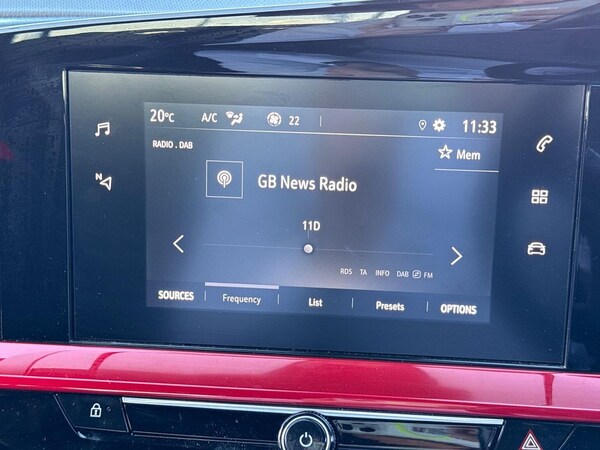 20°C A/C 22 11:33
RADIO . DAB
Mem
N
GB News Radio
11D
RDS TA INFO DAB FM
SOURCES Frequency List Presets OPTIONS